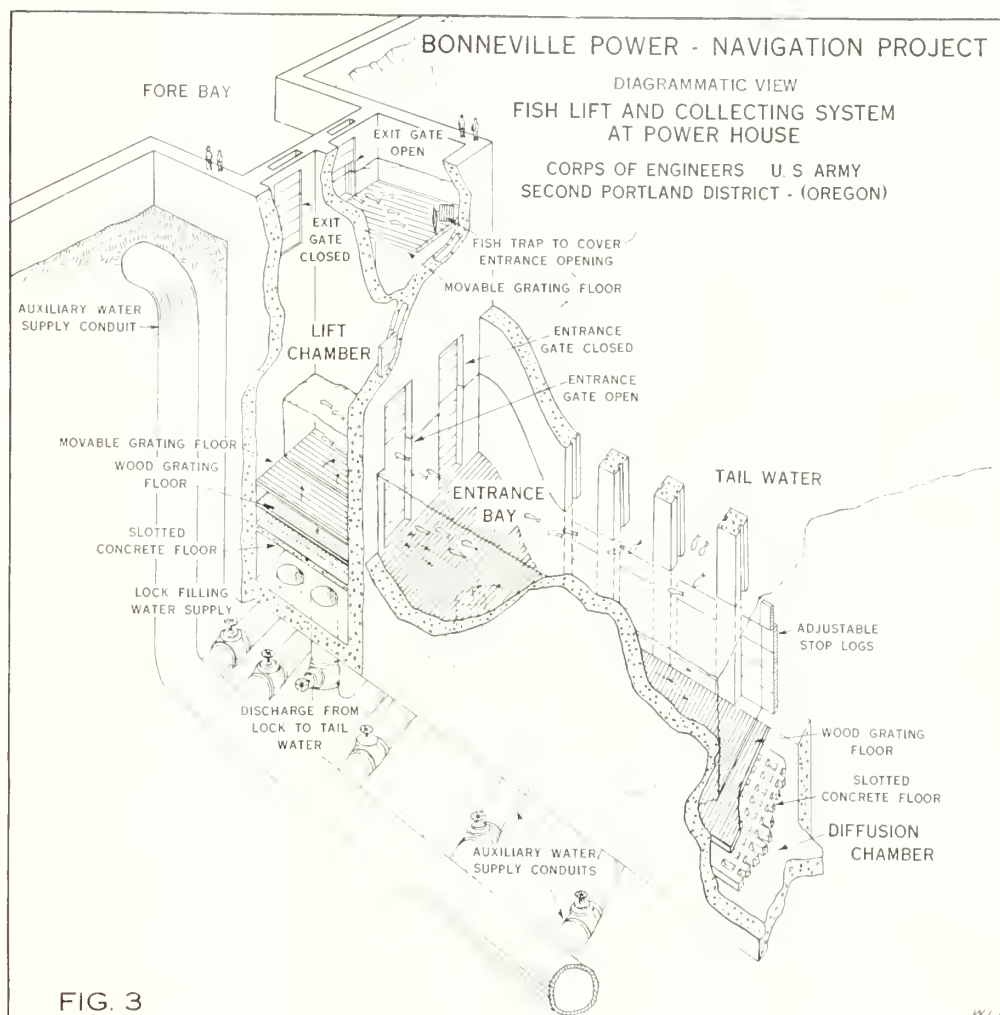 BONNEVILLE POWER - NAVIGATION PROJECT
DIAGRAMMATIC VIEW
FISH LIFT AND COLLECTING SYSTEM
AT POWER HOUSE
CORPS OF ENGINEERS U. S ARMY
SECOND PORTLAND DISTRICT - (OREGON)
FORE BAY
EXIT GATE
OPEN
EXIT
GATE
CLOSED
FISH TRAP TO COVER
ENTRANCE OPENING
MOVABLE GRATING FLOOR
AUXILIARY WATER
SUPPLY CONDUIT
LIFT
CHAMBER
ENTRANCE
GATE CLOSED
ENTRANCE
GATE OPEN
MOVABLE GRATING FLOOR
WOOD GRATING
FLOOR
ENTRANCE
BAY
TAIL WATER
SLOTTED
CONCRETE FLOOR
LOCK FILLING
WATER SUPPLY
ADJUSTABLE
STOP LOGS
DISCHARGE FROM
LOCK TO TAIL
WATER
WOOD GRATING
FLOOR
SLOTTED
CONCRETE FLOOR
DIFFUSION
CHAMBER
AUXILIARY WATER
SUPPLY CONDUITS
FIG. 3